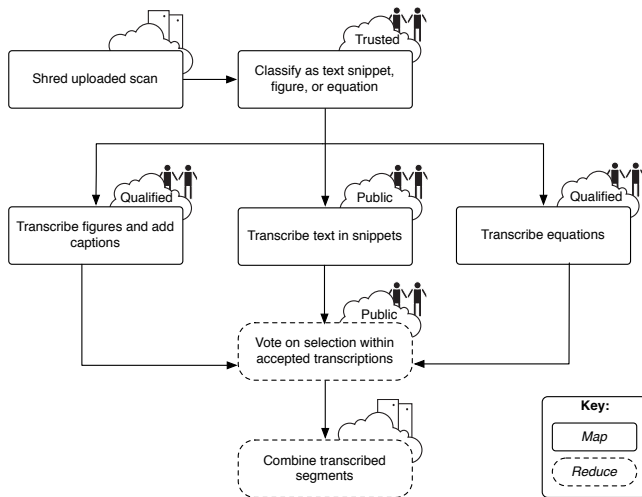 Trusted
Shred uploaded scan
Classify as text snippet,
figure, or equation
Qualified
Public
Qualified
Transcribe figures and add
captions
Transcribe text in snippets
Transcribe equations
Public
Vote on selection within
accepted transcriptions
Key:
Map
Combine transcribed
segments
Reduce